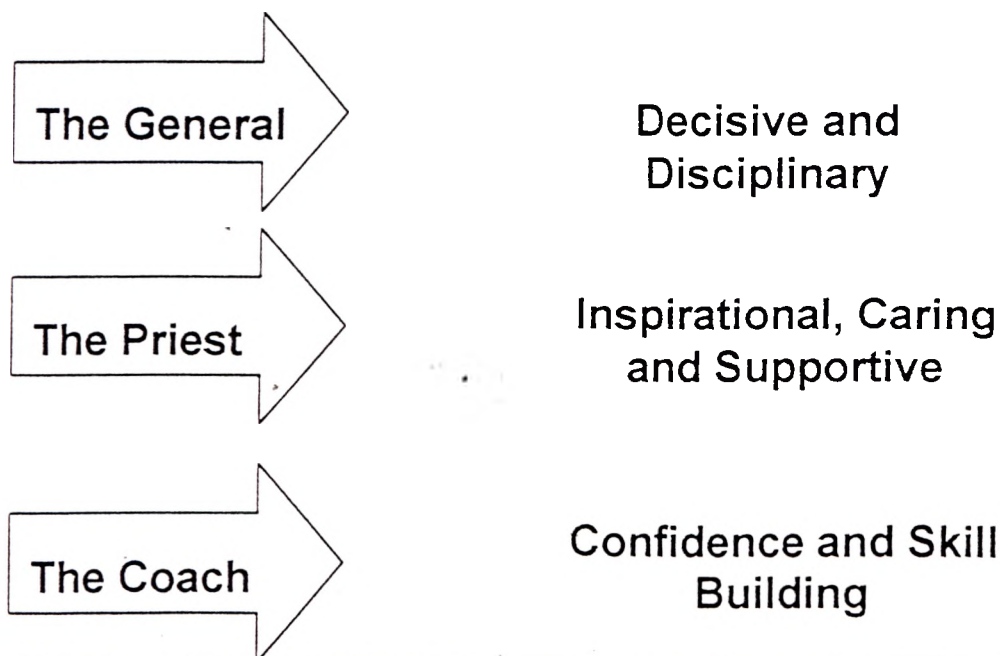 The General
Decisive and
Disciplinary
The Priest
Inspirational, Caring
and Supportive
The Coach
Confidence and Skill
Building